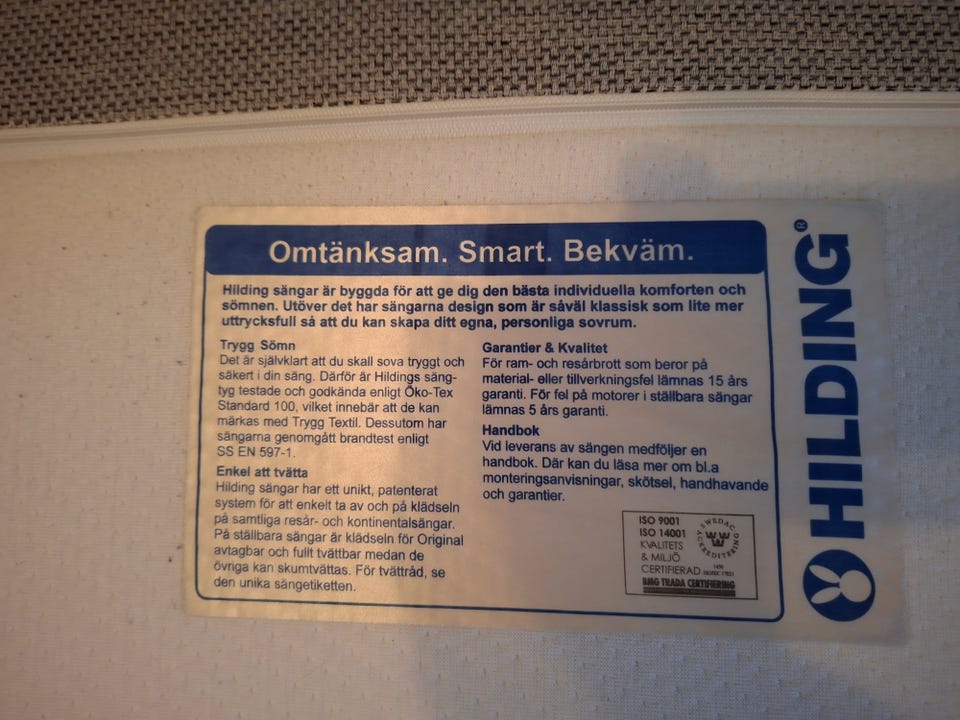 Omtänksam. Smart. Bekväm.
Hilding sängar är byggda för att ge dig den bästa individuella komforten och
sömnen. Utöver det har sängarna design som är såväl klassisk som lite mer
uttrycksfull så att du kan skapa ditt egna, personliga sovrum.
Trygg Sömn
Det är självklart att du skall sova tryggt och
säkert i din säng. Därför är Hildings säng-
tyg testade och godkända enligt Öko-Tex
Standard 100, vilket innebär att de kan
märkas med Trygg Textil. Dessutom har
sängarna genomgått brandtest enligt
SS EN 597-1.
Enkel att tvätta
Hilding sängar har ett unikt, patenterat
system för att enkelt ta av och på klädseln
på samtliga resår- och kontinentalsängar.
På ställbara sängar är klädseln för Original
avtagbar och fullt tvättbar medan de
övriga kan skumtvättas. För tvättråd, se
den unika sängetiketten.
Garantier & Kvalitet
För ram- och resårbrott som beror på
material- eller tillverkningsfel lämnas 15 års
garanti. För fel på motorer i ställbara sängar
lämnas 5 års garanti.
Handbok
Vid leverans av sängen medföljer en
handbok. Där kan du läsa mer om bl.a
monteringsanvisningar, skötsel, handhavande
och garantier.
ISO 9001
ISO 14001
KVALITETS
& MILJÖ
CERTIFIERAD
BMG TRADA CERTIFIERING
SWEDAC
ACKREDITERING
HILDING®